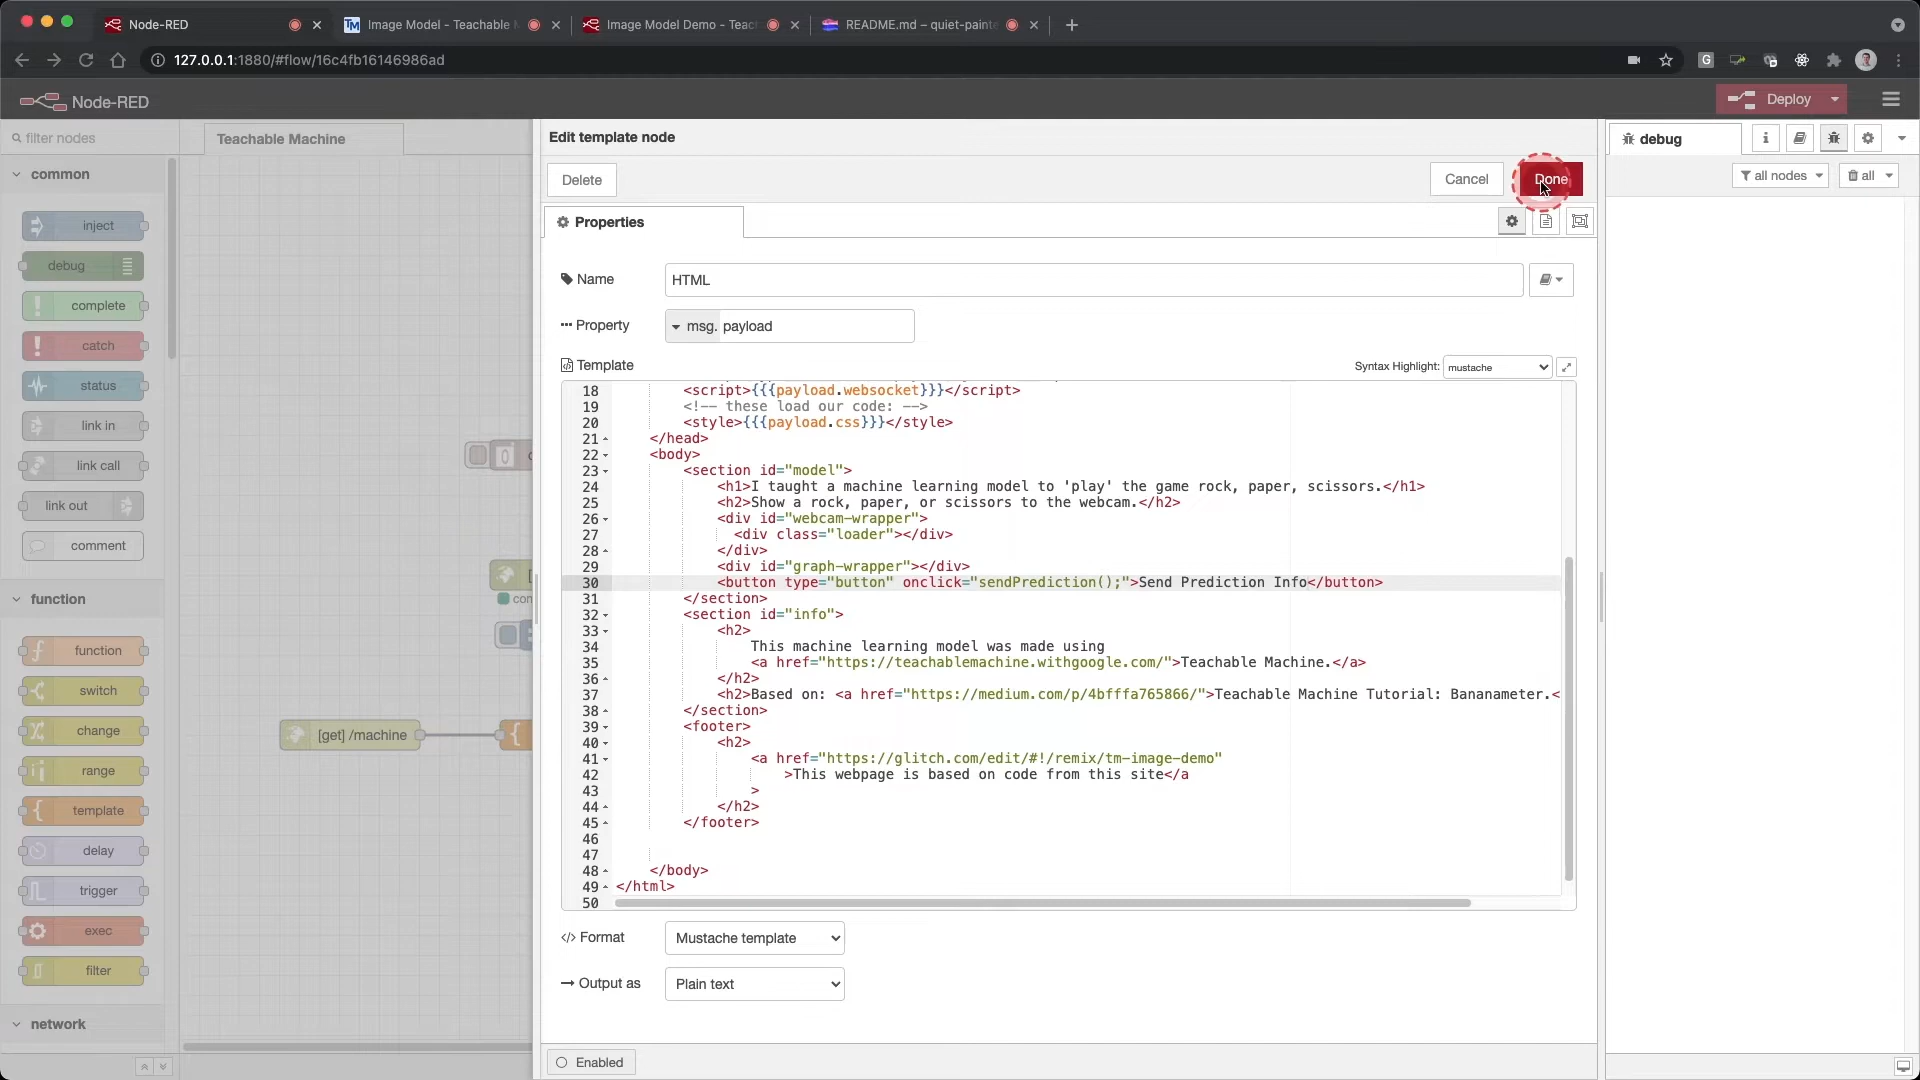 Node-RED
Image Model - Teachable
Image Model Demo - Teac
README.md – quiet-painte
127.0.0.1:1880/#flow/16c4fb16146986ad
Node-RED
Deploy
filter nodes
Teachable Machine
Edit template node
debug
Delete
Cancel
Done
all nodes
all
common
Properties
inject
debug
complete
catch
status
link in
link call
link out
comment
function
function
switch
change
range
template
delay
trigger
exec
filter
network
[get] /machine
con
Name
HTML
Property
msg. payload
Template
Syntax Highlight:
mustache
18 <script>{{{payload.websocket}}}</script>
19 <!-- these load our code: -->
20 <style>{{{payload.css}}}</style>
21 </head>
22 <body>
23 <section id="model">
24 <h1>I taught a machine learning model to 'play' the game rock, paper, scissors.</h1>
25 <h2>Show a rock, paper, or scissors to the webcam.</h2>
26 <div id="webcam-wrapper">
27 <div class="loader"></div>
28 </div>
29 <div id="graph-wrapper"></div>
30 <button type="button" onclick="sendPrediction();">Send Prediction Info</button>
31 </section>
32 <section id="info">
33 <h2>
34 This machine learning model was made using
35 <a href="https://teachablemachine.withgoogle.com/">Teachable Machine.</a>
36 </h2>
37 <h2>Based on: <a href="https://medium.com/p/4bfffa765866/">Teachable Machine Tutorial: Bananameter.<
38 </section>
39 <footer>
40 <h2>
41 <a href="https://glitch.com/edit/#!/remix/tm-image-demo"
42 >This webpage is based on code from this site</a
43 >
44 </h2>
45 </footer>
46
47
48 </body>
49 </html>
50
Format
Mustache template
Output as
Plain text
Enabled